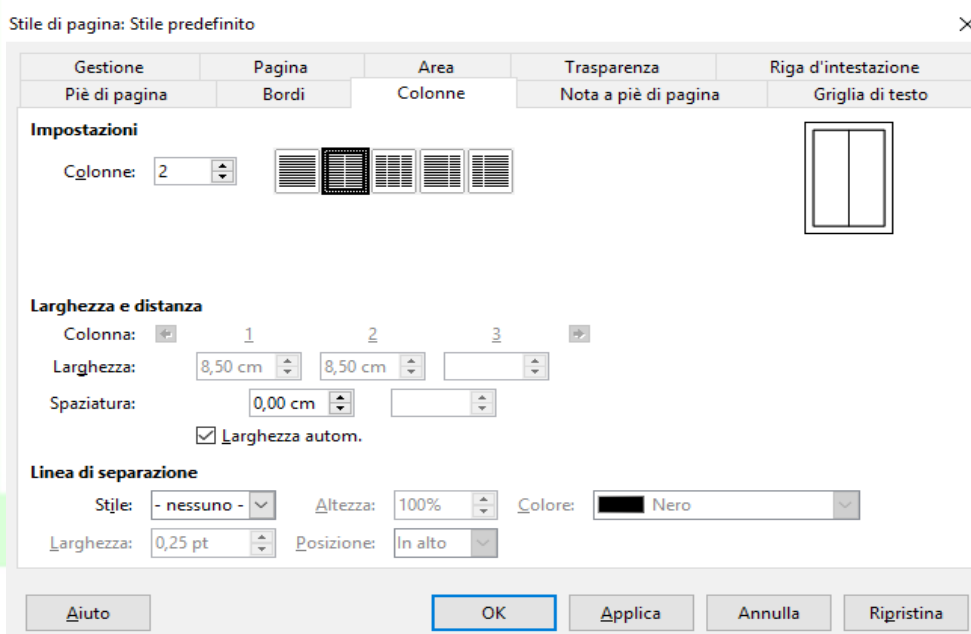 Stile di pagina: Stile predefinito
Gestione Pagina Area Trasparenza Riga d'intestazione
Piè di pagina Bordi Colonne Nota a piè di pagina Griglia di testo
Impostazioni
Colonne: 2
Larghezza e distanza
Colonna: 1 2 3
Larghezza: 8,50 cm 8,50 cm
Spaziatura: 0,00 cm
Larghezza autom.
Linea di separazione
Stile: - nessuno - Altezza: 100% Colore: Nero
Larghezza: 0,25 pt Posizione: In alto
Aiuto OK Applica Annulla Ripristina